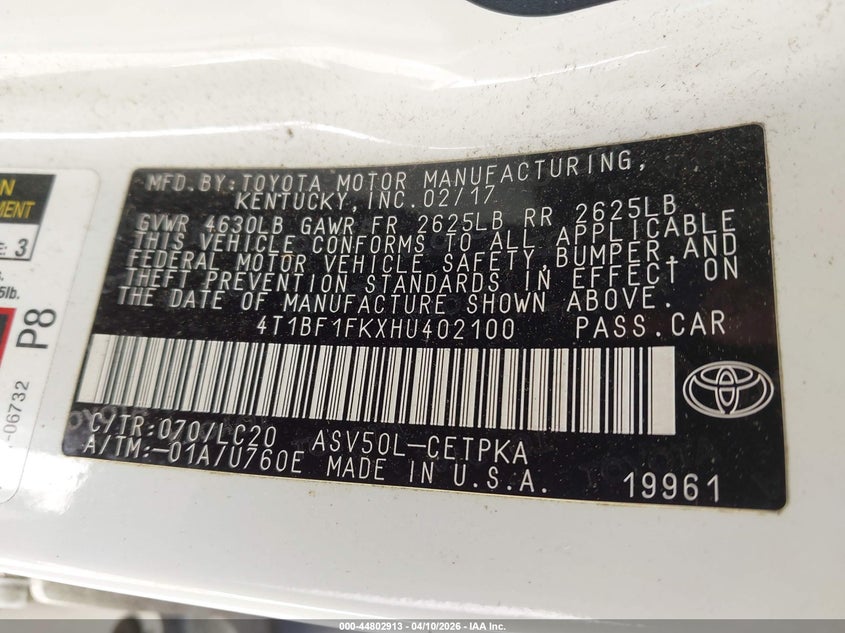 MFD.BY:TOYOTA MOTOR MANUFACTURING,
KENTUCKY, INC.02/17
GVWR 4630LB GAWR FR 2625LB RR 2625LB
THIS VEHICLE CONFORMS TO ALL APPLICABLE
FEDERAL MOTOR VEHICLE SAFETY, BUMPER,AND
THEFT PREVENTION STANDARDS IN EFFECT ON
THE DATE OF MANUFACTURE SHOWN ABOVE.
4T1BF1FKXHU402100 PASS.CAR
C/TR:070/LC20 ASV50L-CETPKA
A/TM:-01A/U760E MADE IN U.S.A. 19961
3
5lb.
P8
-06732
000-44802913 - 04/10/2026 - IAA Inc.